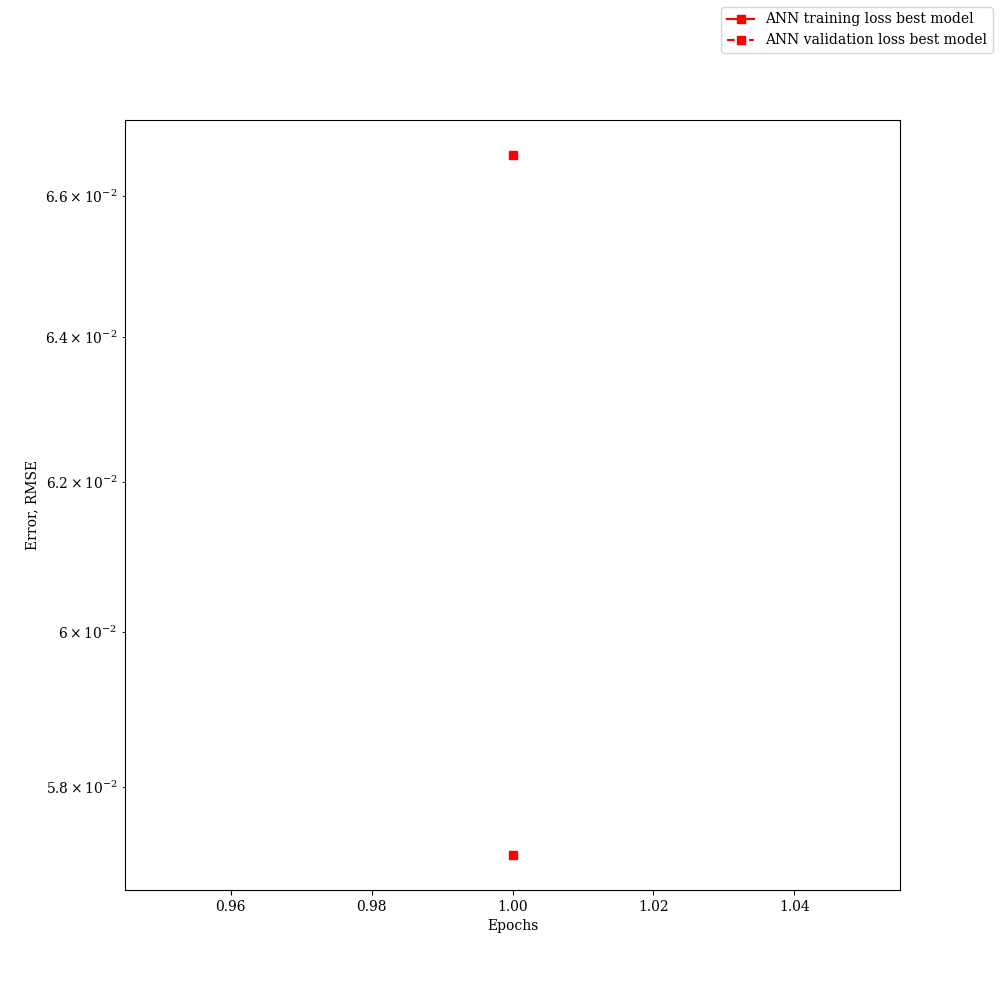 ANN training loss best model
ANN validation loss best model
6.6 × 10⁻²
6.4 × 10⁻²
6.2 × 10⁻²
6 × 10⁻²
5.8 × 10⁻²
Error, RMSE
0.96 0.98 1.00 1.02 1.04
Epochs